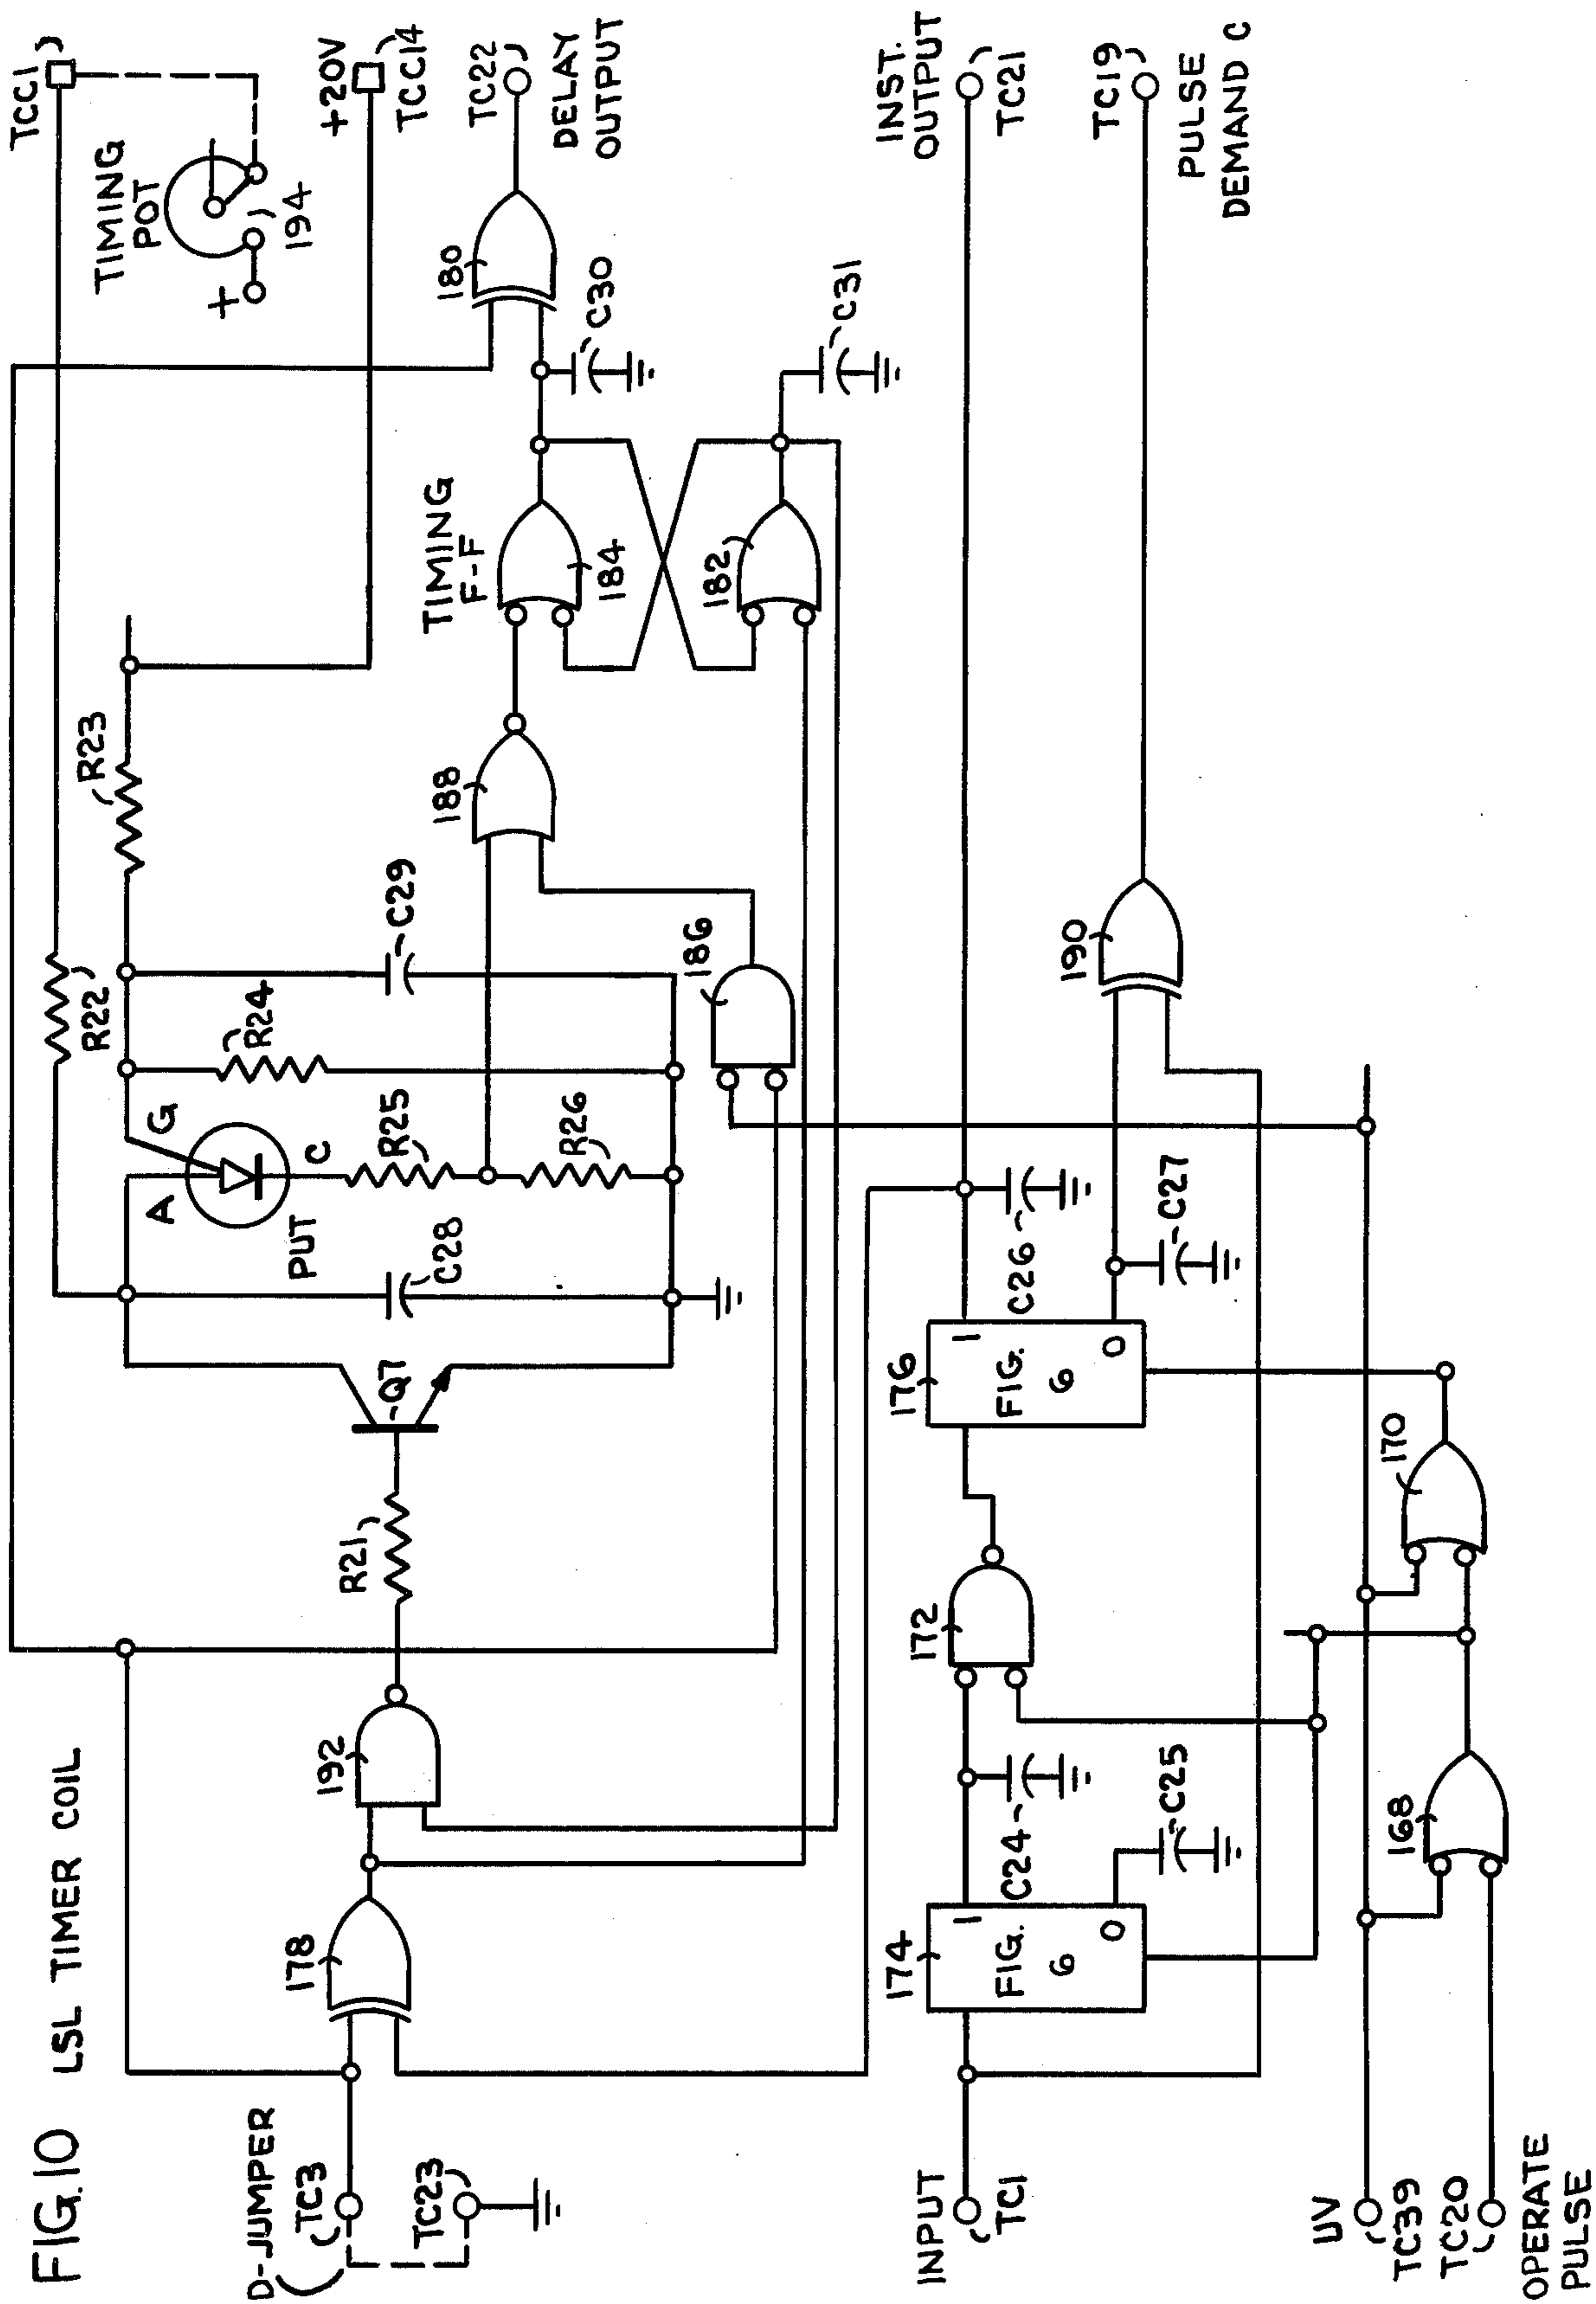 FIG.10 LSL TIMER COIL
D-JUMPER
TC3
TC23
178
192
R21
Q7
A
G
PUT
C
C28
R25
R26
R24
C29
R22
R23
TCC1
TIMING
POT
+
194
+20V
TCC14
TC22
DELAY
OUTPUT
180
C30
TIMING
F-F
184
182
C31
188
186
INPUT
TC1
174
1
FIG.
6
0
C24
C25
172
176
1
FIG.
6
0
C26
C27
190
INST.
OUTPUT
TC21
TC19
PULSE
DEMAND C
UV
TC39
TC20
OPERATE
PULSE
168
170